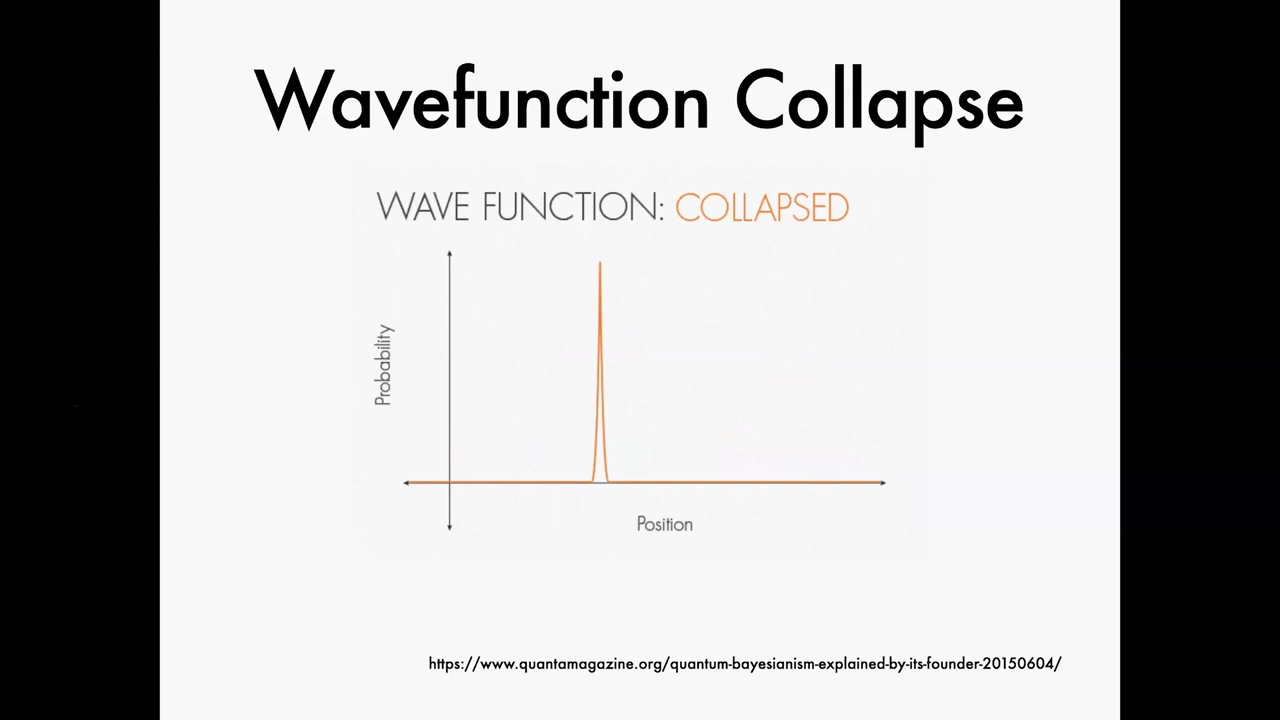 Wavefunction Collapse
WAVE FUNCTION: COLLAPSED
Probability
Position
https://www.quantamagazine.org/quantum-bayesianism-explained-by-its-founder-20150604/